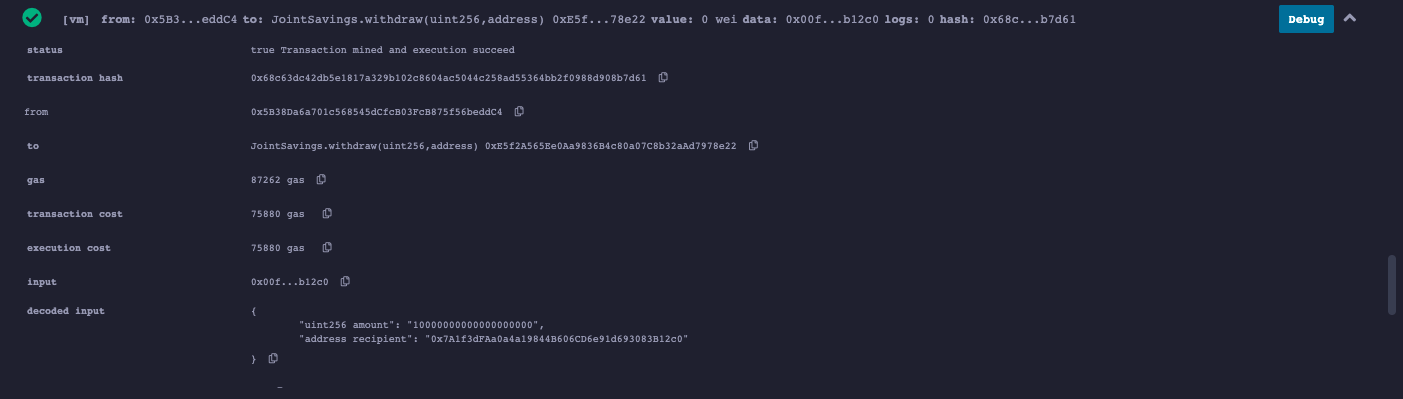 [vm] from: 0x5B3...eddC4 to: JointSavings.withdraw(uint256,address) 0xE5f...78e22 value: 0 wei data: 0x00f...b12c0 logs: 0 hash: 0x68c...b7d61 Debug
status true Transaction mined and execution succeed
transaction hash 0x68c63dc42db5e1817a329b102c8604ac5044c258ad55364bb2f0988d908b7d61
from 0x5B38Da6a701c568545dCfcB03FcB875f56beddC4
to JointSavings.withdraw(uint256,address) 0xE5f2A565Ee0Aa9836B4c80a07C8b32aAd7978e22
gas 87262 gas
transaction cost 75880 gas
execution cost 75880 gas
input 0x00f...b12c0
decoded input {
"uint256 amount": "10000000000000000000",
"address recipient": "0x7A1f3dFAa0a4a19844B606CD6e91d693083B12c0"
}